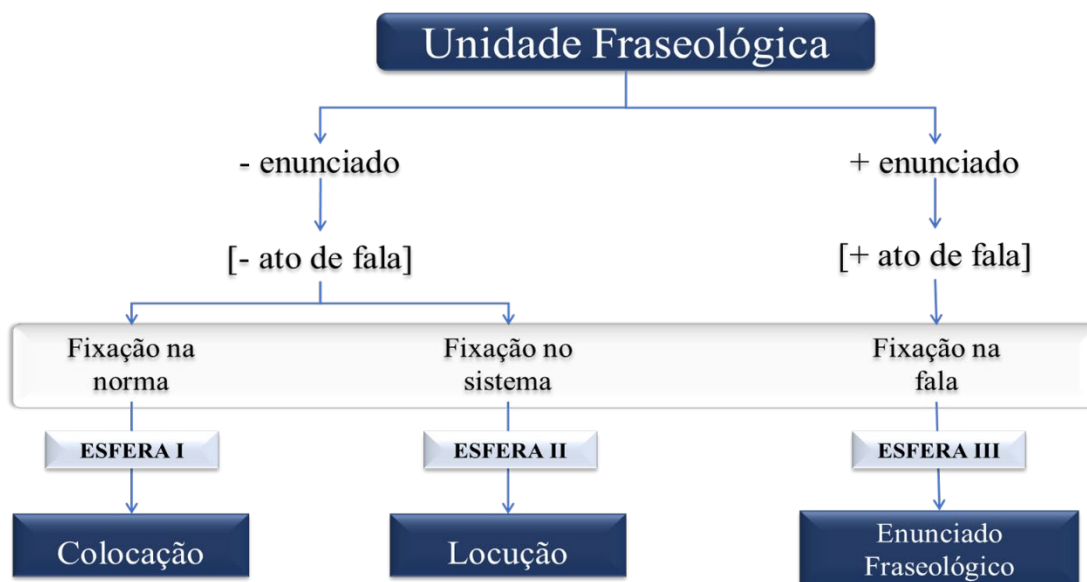 Unidade Fraseológica
- enunciado
+ enunciado
[- ato de fala]
[+ ato de fala]
Fixação na
norma
Fixação no
sistema
Fixação na
fala
ESFERA I
ESFERA II
ESFERA III
Colocação
Locução
Enunciado
Fraseológico